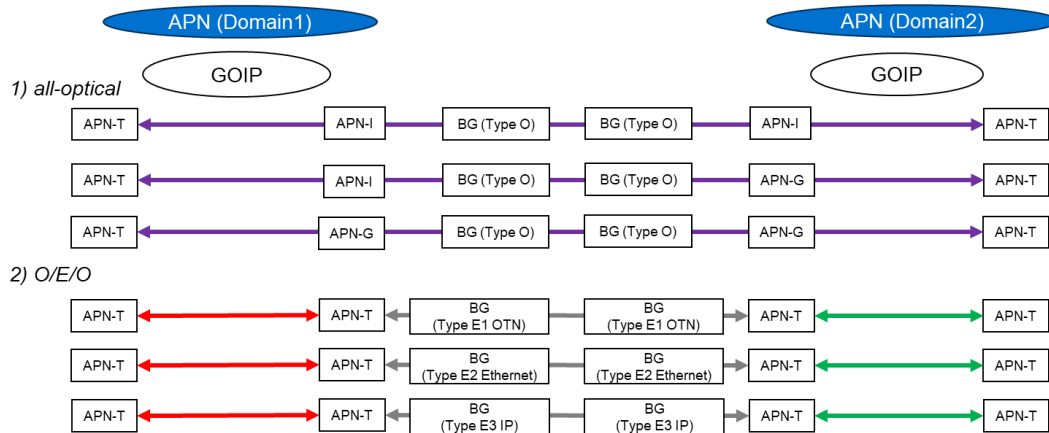 APN (Domain1)
APN (Domain2)
GOIP
GOIP
1) all-optical
APN-T
APN-I
BG (Type O)
BG (Type O)
APN-I
APN-T
APN-T
APN-I
BG (Type O)
BG (Type O)
APN-G
APN-T
APN-T
APN-G
BG (Type O)
BG (Type O)
APN-G
APN-T
2) O/E/O
APN-T
APN-T
BG
(Type E1 OTN)
BG
(Type E1 OTN)
APN-T
APN-T
APN-T
APN-T
BG
(Type E2 Ethernet)
BG
(Type E2 Ethernet)
APN-T
APN-T
APN-T
APN-T
BG
(Type E3 IP)
BG
(Type E3 IP)
APN-T
APN-T